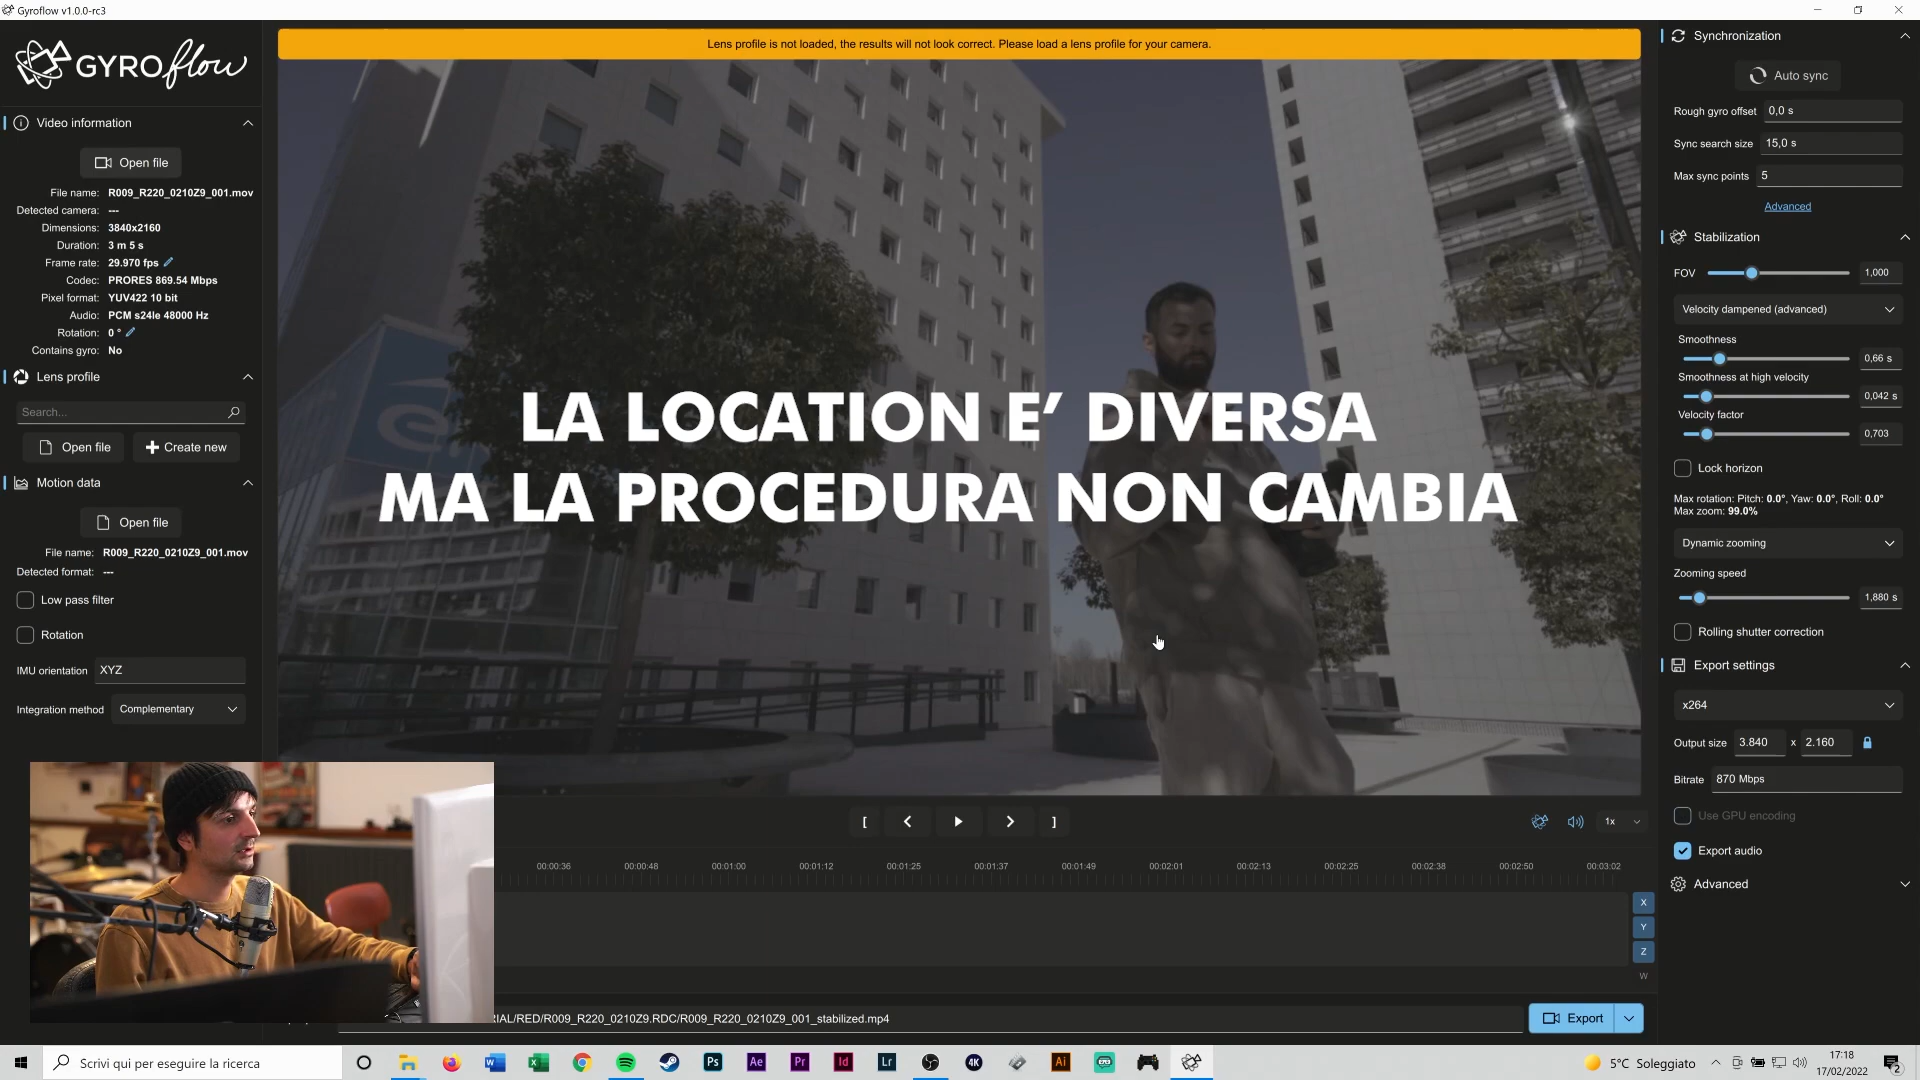 Gyroflow v1.0.0-rc3
GYROflow
Video information
Open file
File name: R009_R220_0210Z9_001.mov
Detected camera: ---
Dimensions: 3840x2160
Duration: 3 m 5 s
Frame rate: 29.970 fps
Codec: PRORES 869.54 Mbps
Pixel format: YUV422 10 bit
Audio: PCM s24le 48000 Hz
Rotation: 0 °
Contains gyro: No
Lens profile
Search...
Open file
Create new
Motion data
Open file
File name: R009_R220_0210Z9_001.mov
Detected format: ---
Low pass filter
Rotation
IMU orientation XYZ
Integration method Complementary
Lens profile is not loaded, the results will not look correct. Please load a lens profile for your camera.
LA LOCATION E’ DIVERSA
MA LA PROCEDURA NON CAMBIA
[
]
1x
00:00:36 00:00:48 00:01:00 00:01:12 00:01:25 00:01:37 00:01:49 00:02:01 00:02:13 00:02:25 00:02:38 00:02:50 00:03:02
X
Y
Z
W
IAL/RED/R009_R220_0210Z9.RDC/R009_R220_0210Z9_001_stabilized.mp4
Export
Synchronization
Auto sync
Rough gyro offset 0,0 s
Sync search size 15,0 s
Max sync points 5
Advanced
Stabilization
FOV 1,000
Velocity dampened (advanced)
Smoothness
0,66 s
Smoothness at high velocity
0,042 s
Velocity factor
0,703
Lock horizon
Max rotation: Pitch: 0.0°, Yaw: 0.0°, Roll: 0.0°
Max zoom: 99.0%
Dynamic zooming
Zooming speed
1,880 s
Rolling shutter correction
Export settings
x264
Output size 3.840 x 2.160
Bitrate 870 Mbps
Use GPU encoding
Export audio
Advanced
Scrivi qui per eseguire la ricerca
Ps
Ae
Pr
Id
Lr
4K
Ai
5°C Soleggiato
17:18
17/02/2022
2